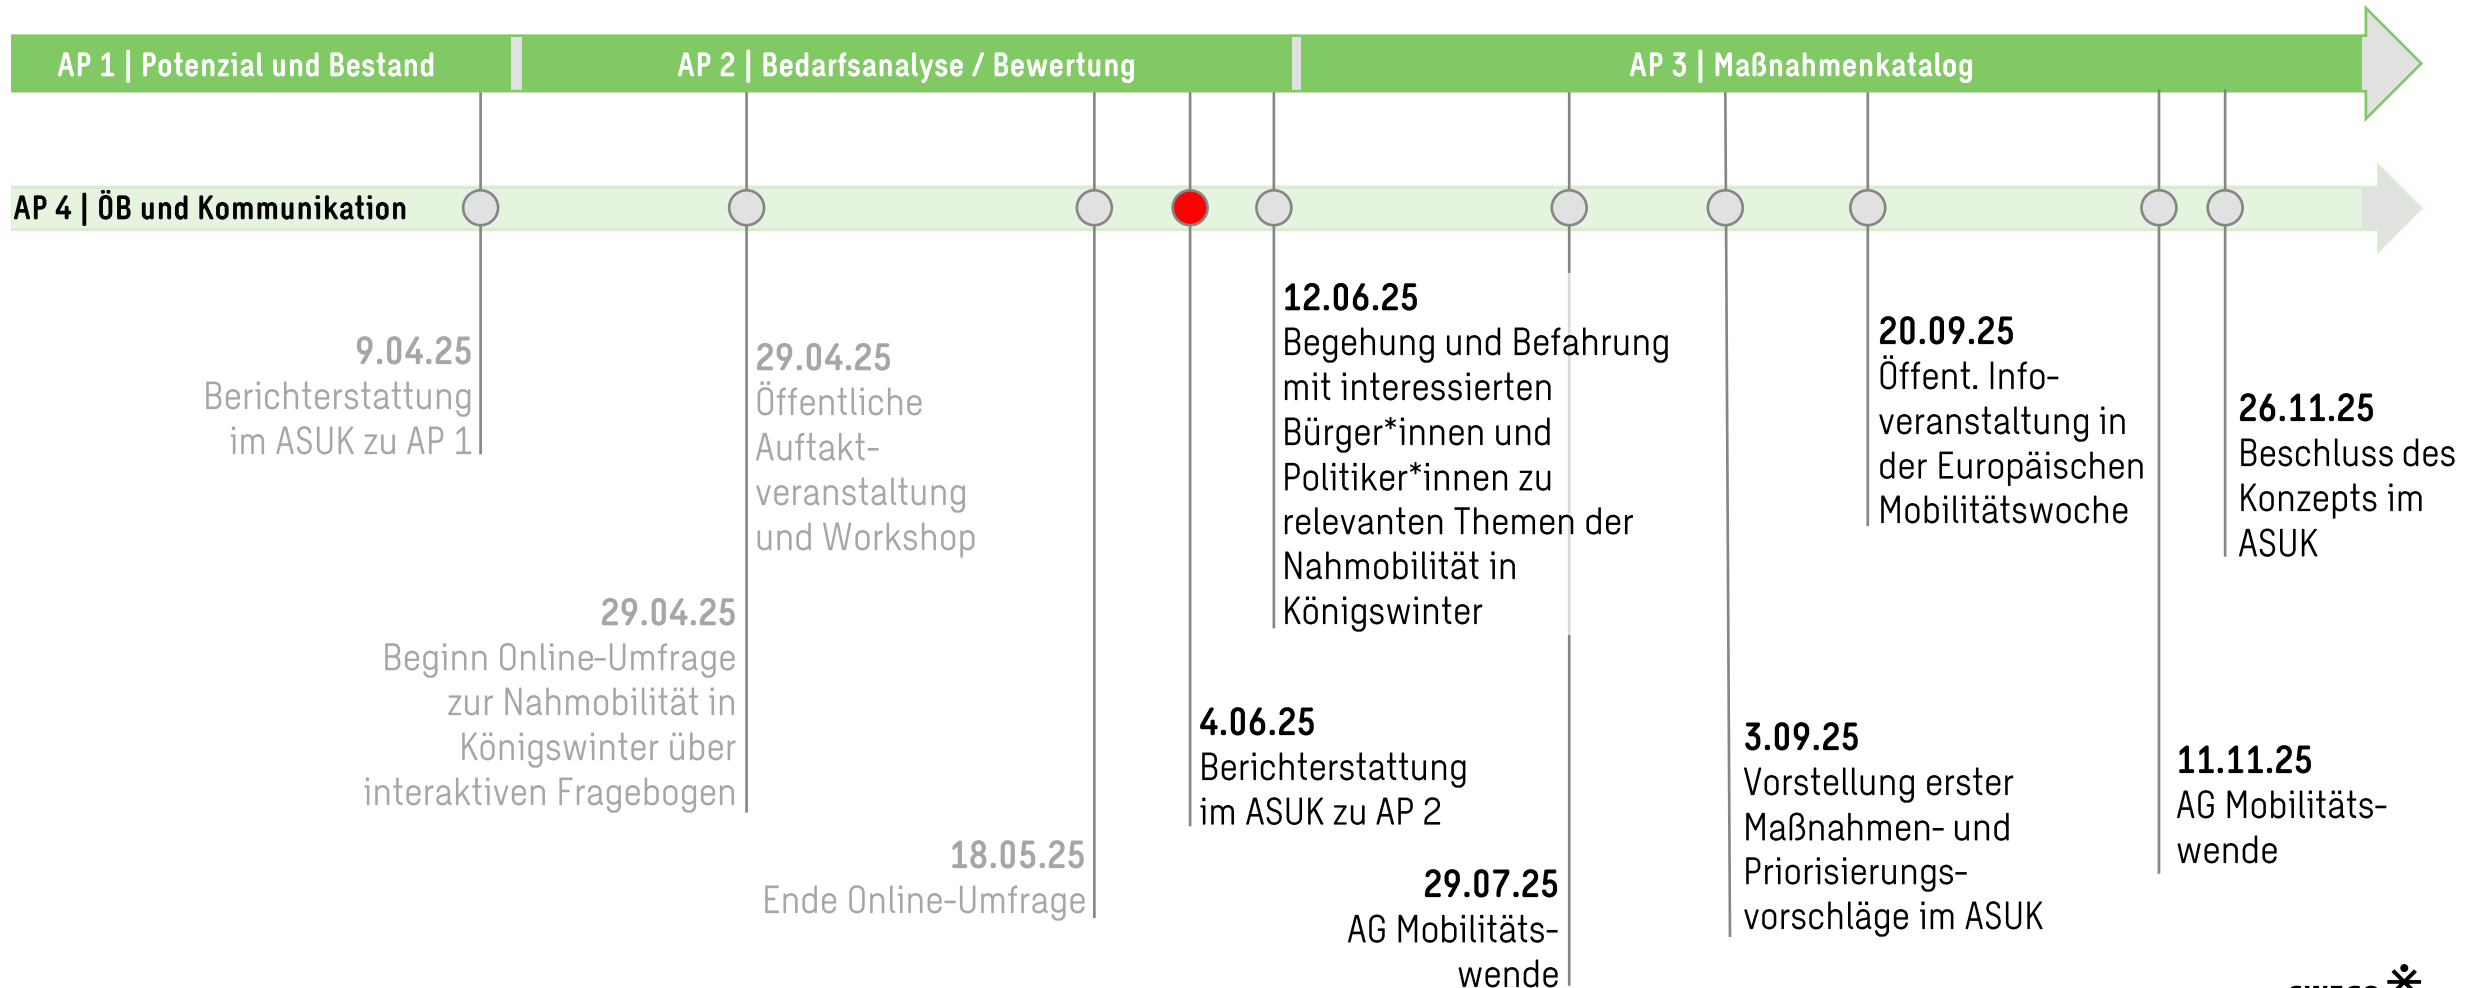 AP 1 | Potenzial und Bestand
AP 2 | Bedarfsanalyse / Bewertung
AP 3 | Maßnahmenkatalog
AP 4 | ÖB und Kommunikation
9.04.25
Berichterstattung
im ASUK zu AP 1
29.04.25
Öffentliche
Auftakt-
veranstaltung
und Workshop
29.04.25
Beginn Online-Umfrage
zur Nahmobilität in
Königswinter über
interaktiven Fragebogen
18.05.25
Ende Online-Umfrage
4.06.25
Berichterstattung
im ASUK zu AP 2
12.06.25
Begehung und Befahrung
mit interessierten
Bürger*innen und
Politiker*innen zu
relevanten Themen der
Nahmobilität in
Königswinter
29.07.25
AG Mobilitäts-
wende
3.09.25
Vorstellung erster
Maßnahmen- und
Priorisierungs-
vorschläge im ASUK
20.09.25
Öffent. Info-
veranstaltung in
der Europäischen
Mobilitätswoche
11.11.25
AG Mobilitäts-
wende
26.11.25
Beschluss des
Konzepts im
ASUK